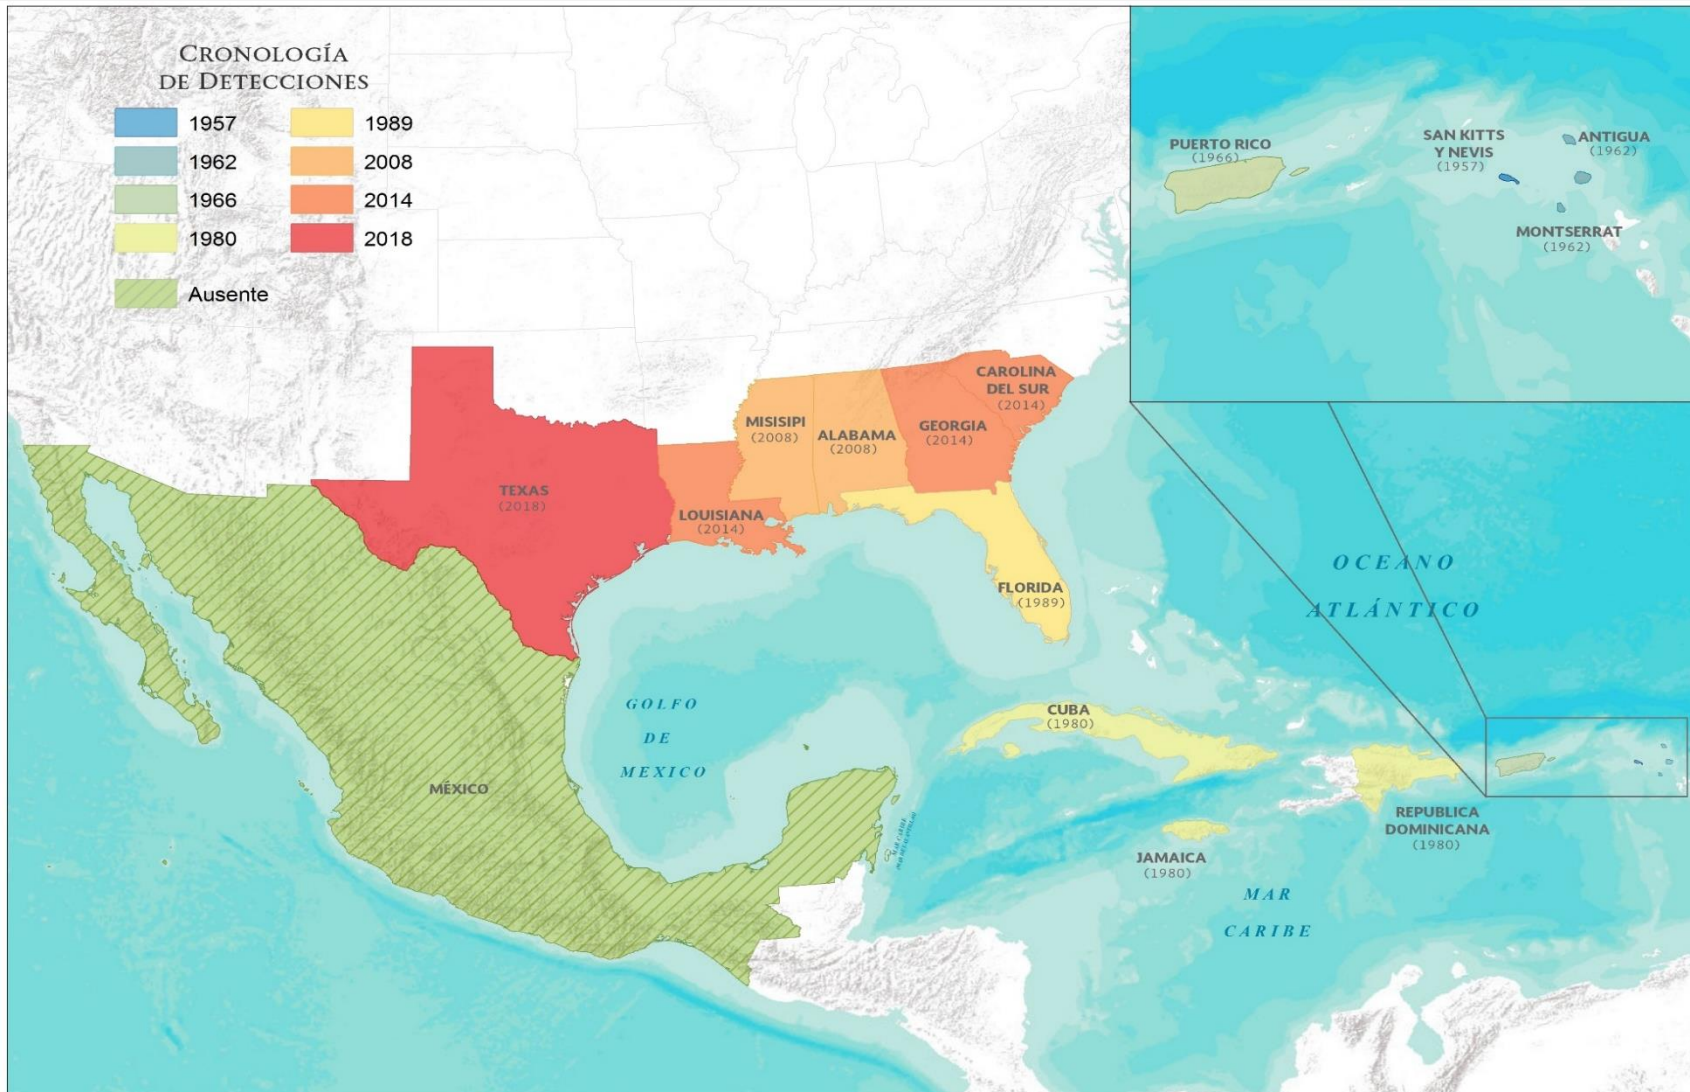 CRONOLOGÍA
DE DETECCIONES
1957
1962
1966
1980
Ausente
1989
2008
2014
2018
PUERTO RICO
(1966)
SAN KITTS
Y NEVIS
(1957)
ANTIGUA
(1962)
MONTSERRAT
(1962)
CAROLINA
DEL SUR
(2014)
MISISIPI
(2008)
ALABAMA
(2008)
GEORGIA
(2014)
TEXAS
(2018)
LOUISIANA
(2014)
FLORIDA
(1989)
OCEANO
ATLÁNTICO
GOLFO
DE
MEXICO
CUBA
(1980)
MÉXICO
REPUBLICA
DOMINICANA
(1980)
JAMAICA
(1980)
MAR
CARIBE